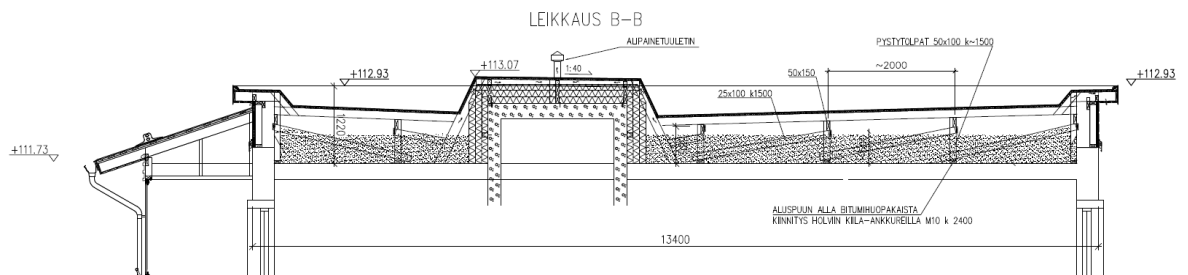 LEIKKAUS B-B
ALIPAINETUULETIN
PYSTYTOLPAT 50x100 k~1500
+113.07
1:40
~2000
+112.93
50x150
+112.93
25x100 k1500
1220
+111.73
ALUSPUUN ALLA BITUMIHUOPAKAISTA
KIINNITYS HOLVIIN KIILA-ANKKUREILLA M10 k 2400
13400